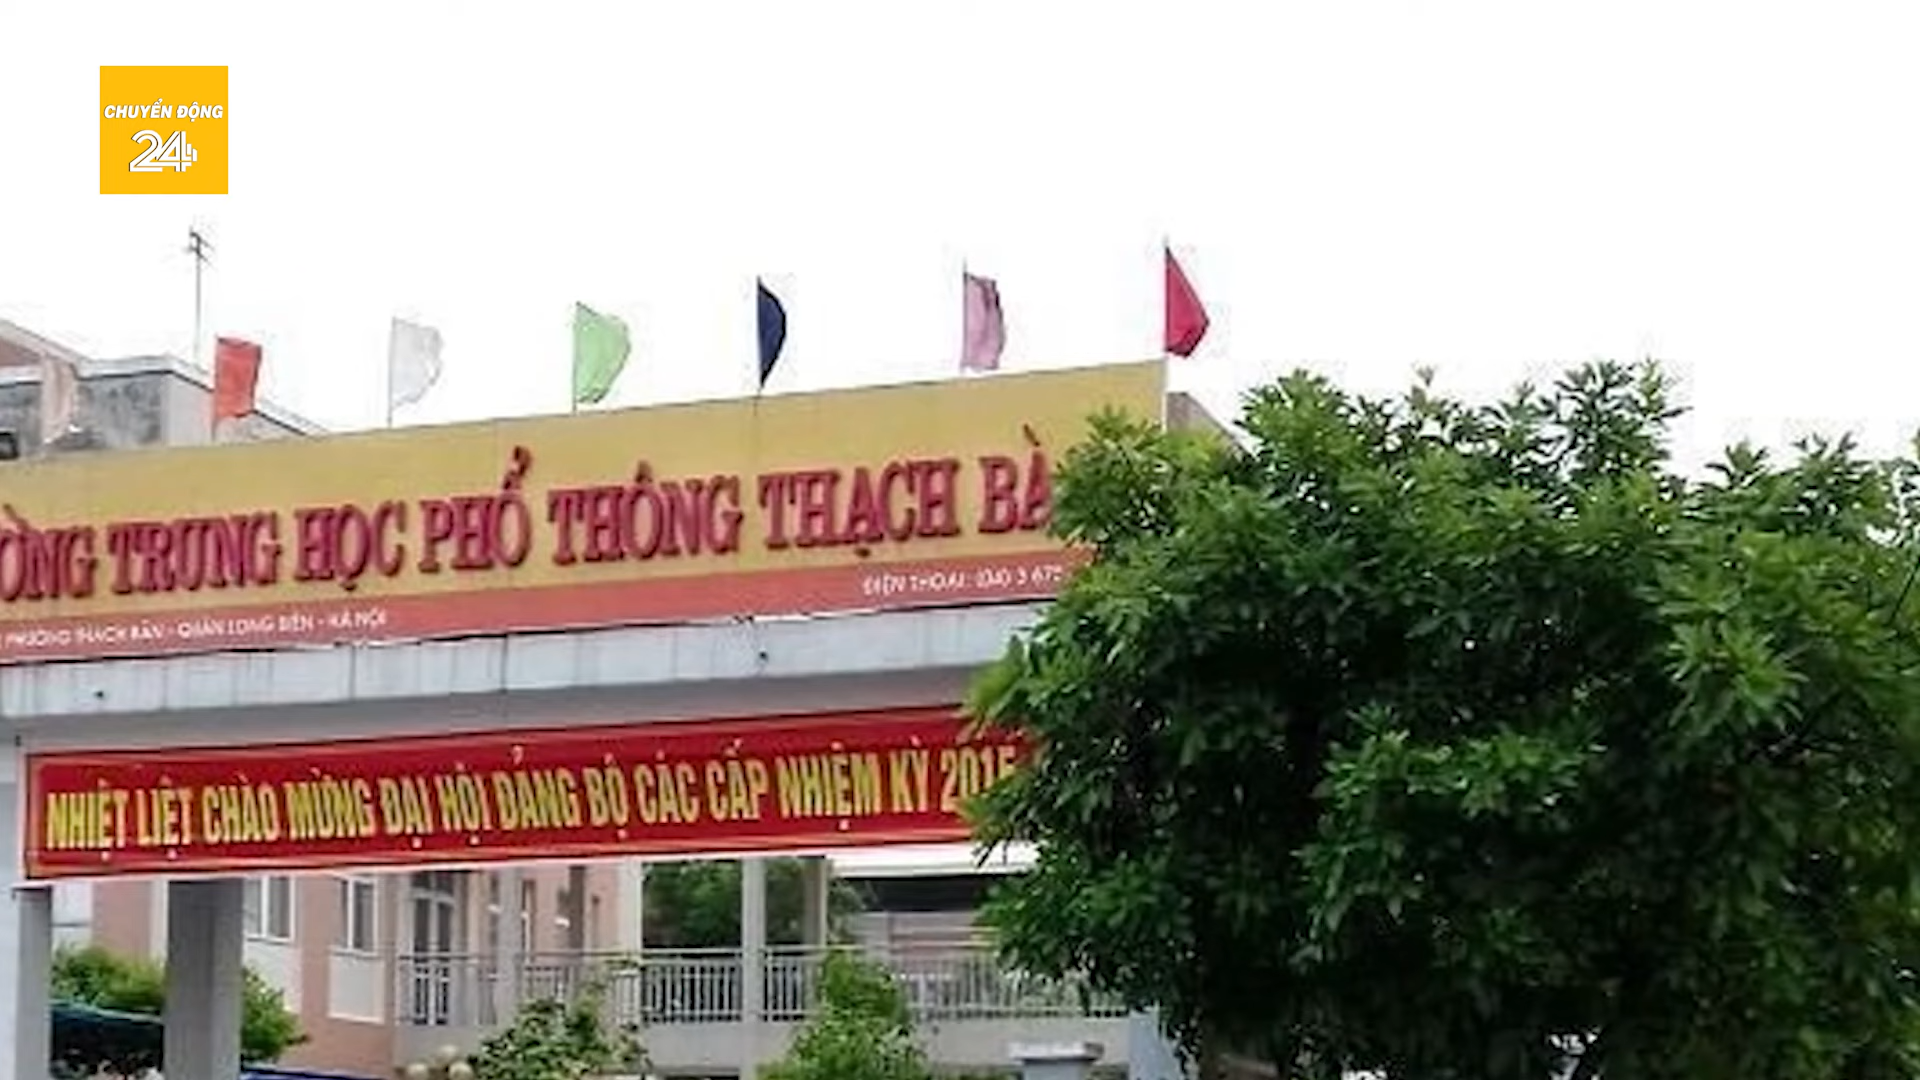 CHUYỂN ĐỘNG
24h
ỜNG TRUNG HỌC PHỔ THÔNG THẠCH BÀ
ĐIỆN THOẠI: (04) 3 675
PHƯỜNG THẠCH BÀN - QUẬN LONG BIÊN - HÀ NỘI
NHIỆT LIỆT CHÀO MỪNG ĐẠI HỘI ĐẢNG BỘ CÁC CẤP NHIỆM KỲ 2015